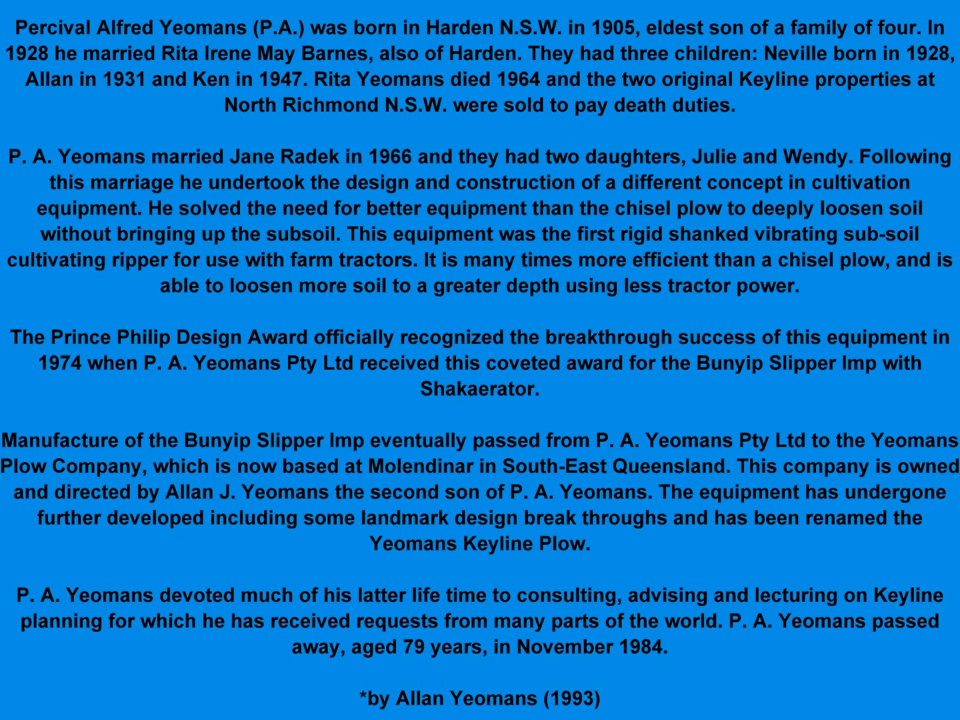 Percival Alfred Yeomans (P.A.) was born in Harden N.S.W. in 1905, eldest son of a family of four. In
1928 he married Rita Irene May Barnes, also of Harden. They had three children: Neville born in 1928,
Allan in 1931 and Ken in 1947. Rita Yeomans died 1964 and the two original Keyline properties at
North Richmond N.S.W. were sold to pay death duties.
P. A. Yeomans married Jane Radek in 1966 and they had two daughters, Julie and Wendy. Following
this marriage he undertook the design and construction of a different concept in cultivation
equipment. He solved the need for better equipment than the chisel plow to deeply loosen soil
without bringing up the subsoil. This equipment was the first rigid shanked vibrating sub-soil
cultivating ripper for use with farm tractors. It is many times more efficient than a chisel plow, and is
able to loosen more soil to a greater depth using less tractor power.
The Prince Philip Design Award officially recognized the breakthrough success of this equipment in
1974 when P. A. Yeomans Pty Ltd received this coveted award for the Bunyip Slipper Imp with
Shakaerator.
Manufacture of the Bunyip Slipper Imp eventually passed from P. A. Yeomans Pty Ltd to the Yeomans
Plow Company, which is now based at Molendinar in South-East Queensland. This company is owned
and directed by Allan J. Yeomans the second son of P. A. Yeomans. The equipment has undergone
further developed including some landmark design break throughs and has been renamed the
Yeomans Keyline Plow.
P. A. Yeomans devoted much of his latter life time to consulting, advising and lecturing on Keyline
planning for which he has received requests from many parts of the world. P. A. Yeomans passed
away, aged 79 years, in November 1984.
*by Allan Yeomans (1993)